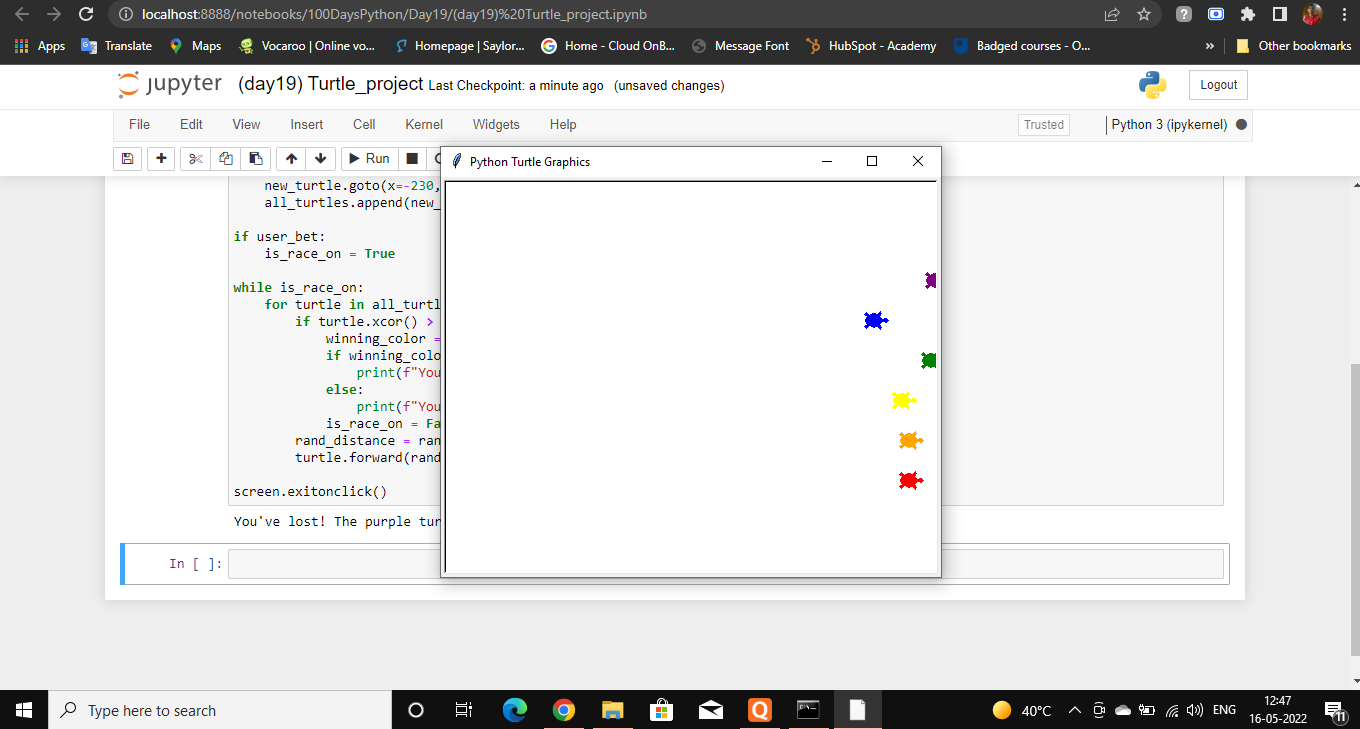 localhost:8888/notebooks/100DaysPython/Day19/(day19)%20Turtle_project.ipynb
Apps Translate Maps Vocaroo | Online vo... Homepage | Saylor... Home - Cloud OnB... Message Font HubSpot - Academy Badged courses - O... » Other bookmarks
jupyter (day19) Turtle_project Last Checkpoint: a minute ago (unsaved changes) Logout
File Edit View Insert Cell Kernel Widgets Help Trusted Python 3 (ipykernel)
Run
Python Turtle Graphics
new_turtle.goto(x=-230,
all_turtles.append(new_
if user_bet:
is_race_on = True
while is_race_on:
for turtle in all_turtl
if turtle.xcor() >
winning_color =
if winning_colo
print(f"You
else:
print(f"You
is_race_on = Fa
rand_distance = ran
turtle.forward(rand
screen.exitonclick()
You've lost! The purple tur
In [ ]:
Type here to search
40°C ENG
12:47
16-05-2022
11